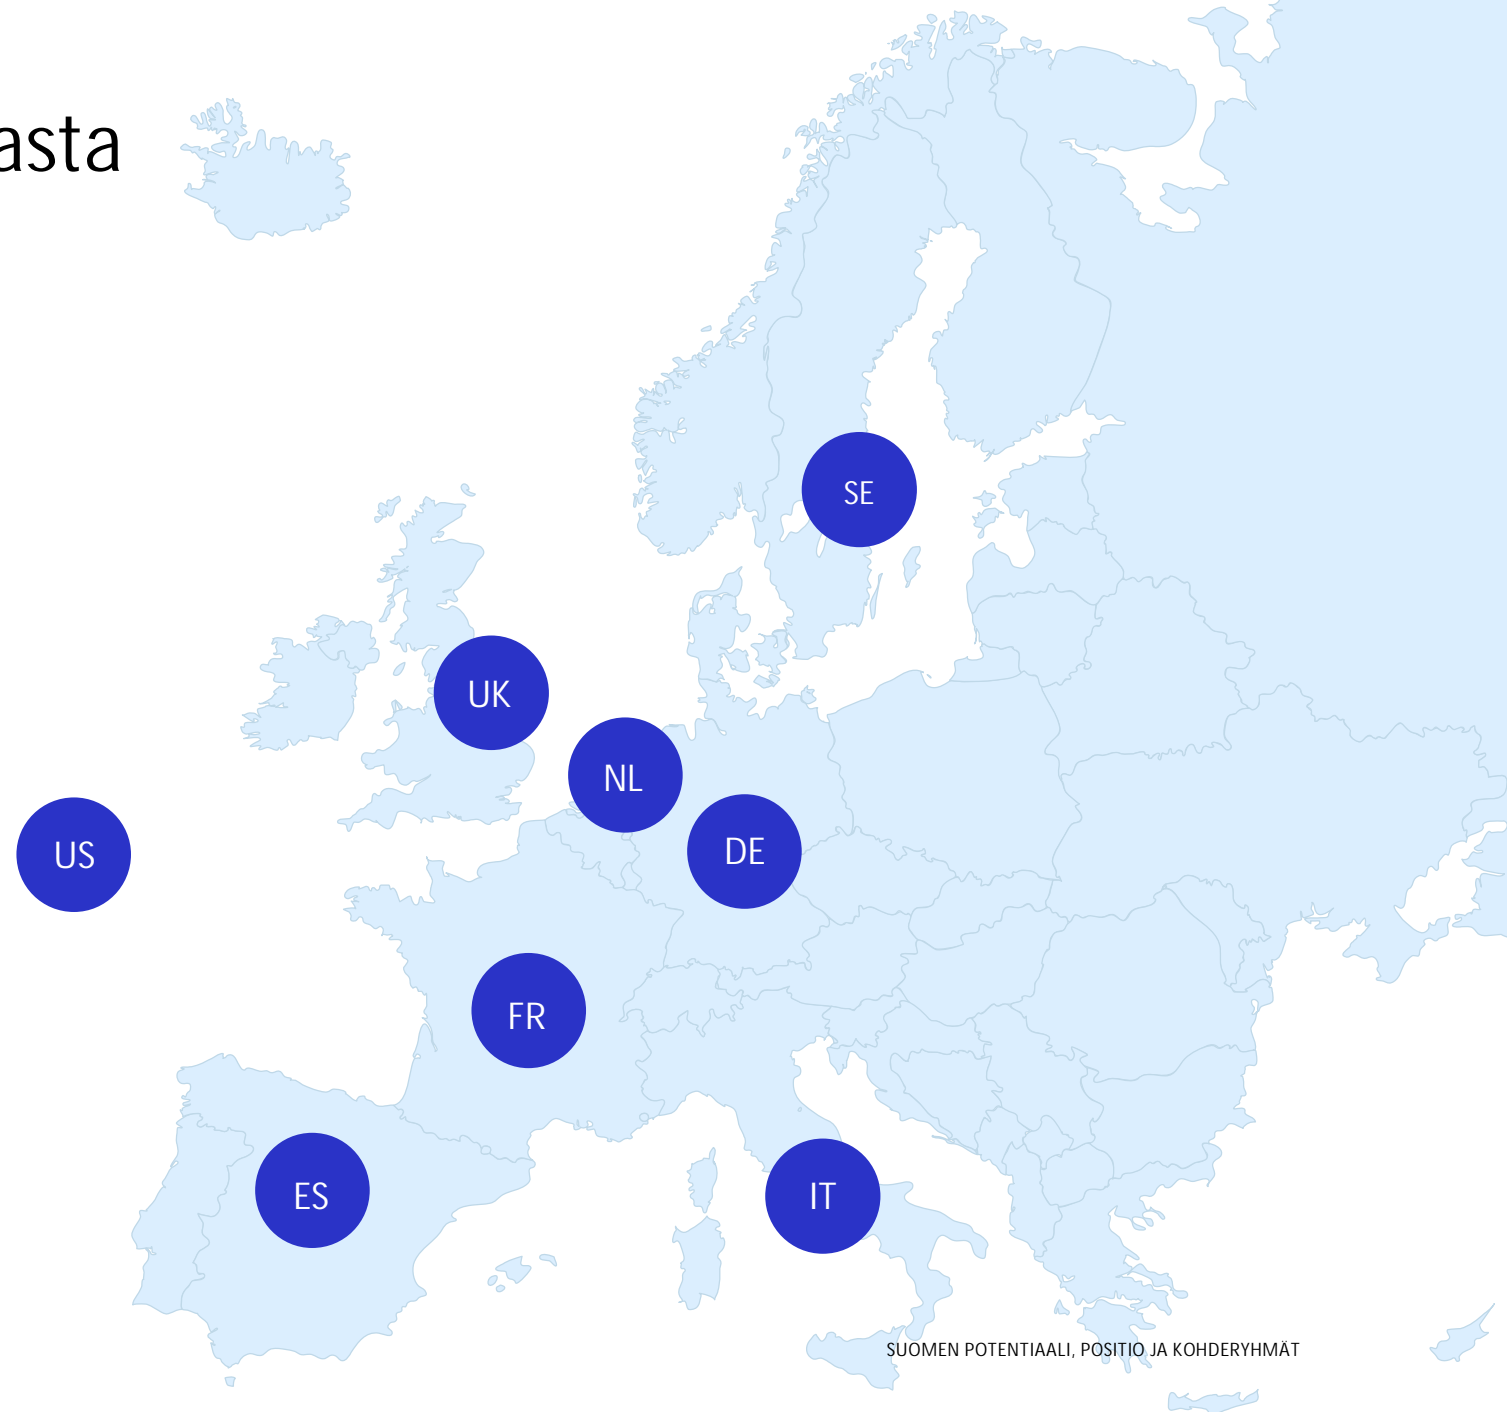 asta
SE
UK
NL
DE
US
FR
ES
IT
SUOMEN POTENTIAALI, POSITIO JA KOHDERYHMÄT